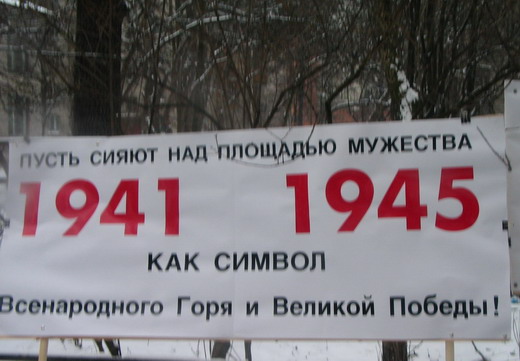 ПУСТЬ СИЯЮТ НАД ПЛОЩАДЬЮ МУЖЕСТВА
1941 1945
КАК СИМВОЛ
Всенародного Горя и Великой Победы!